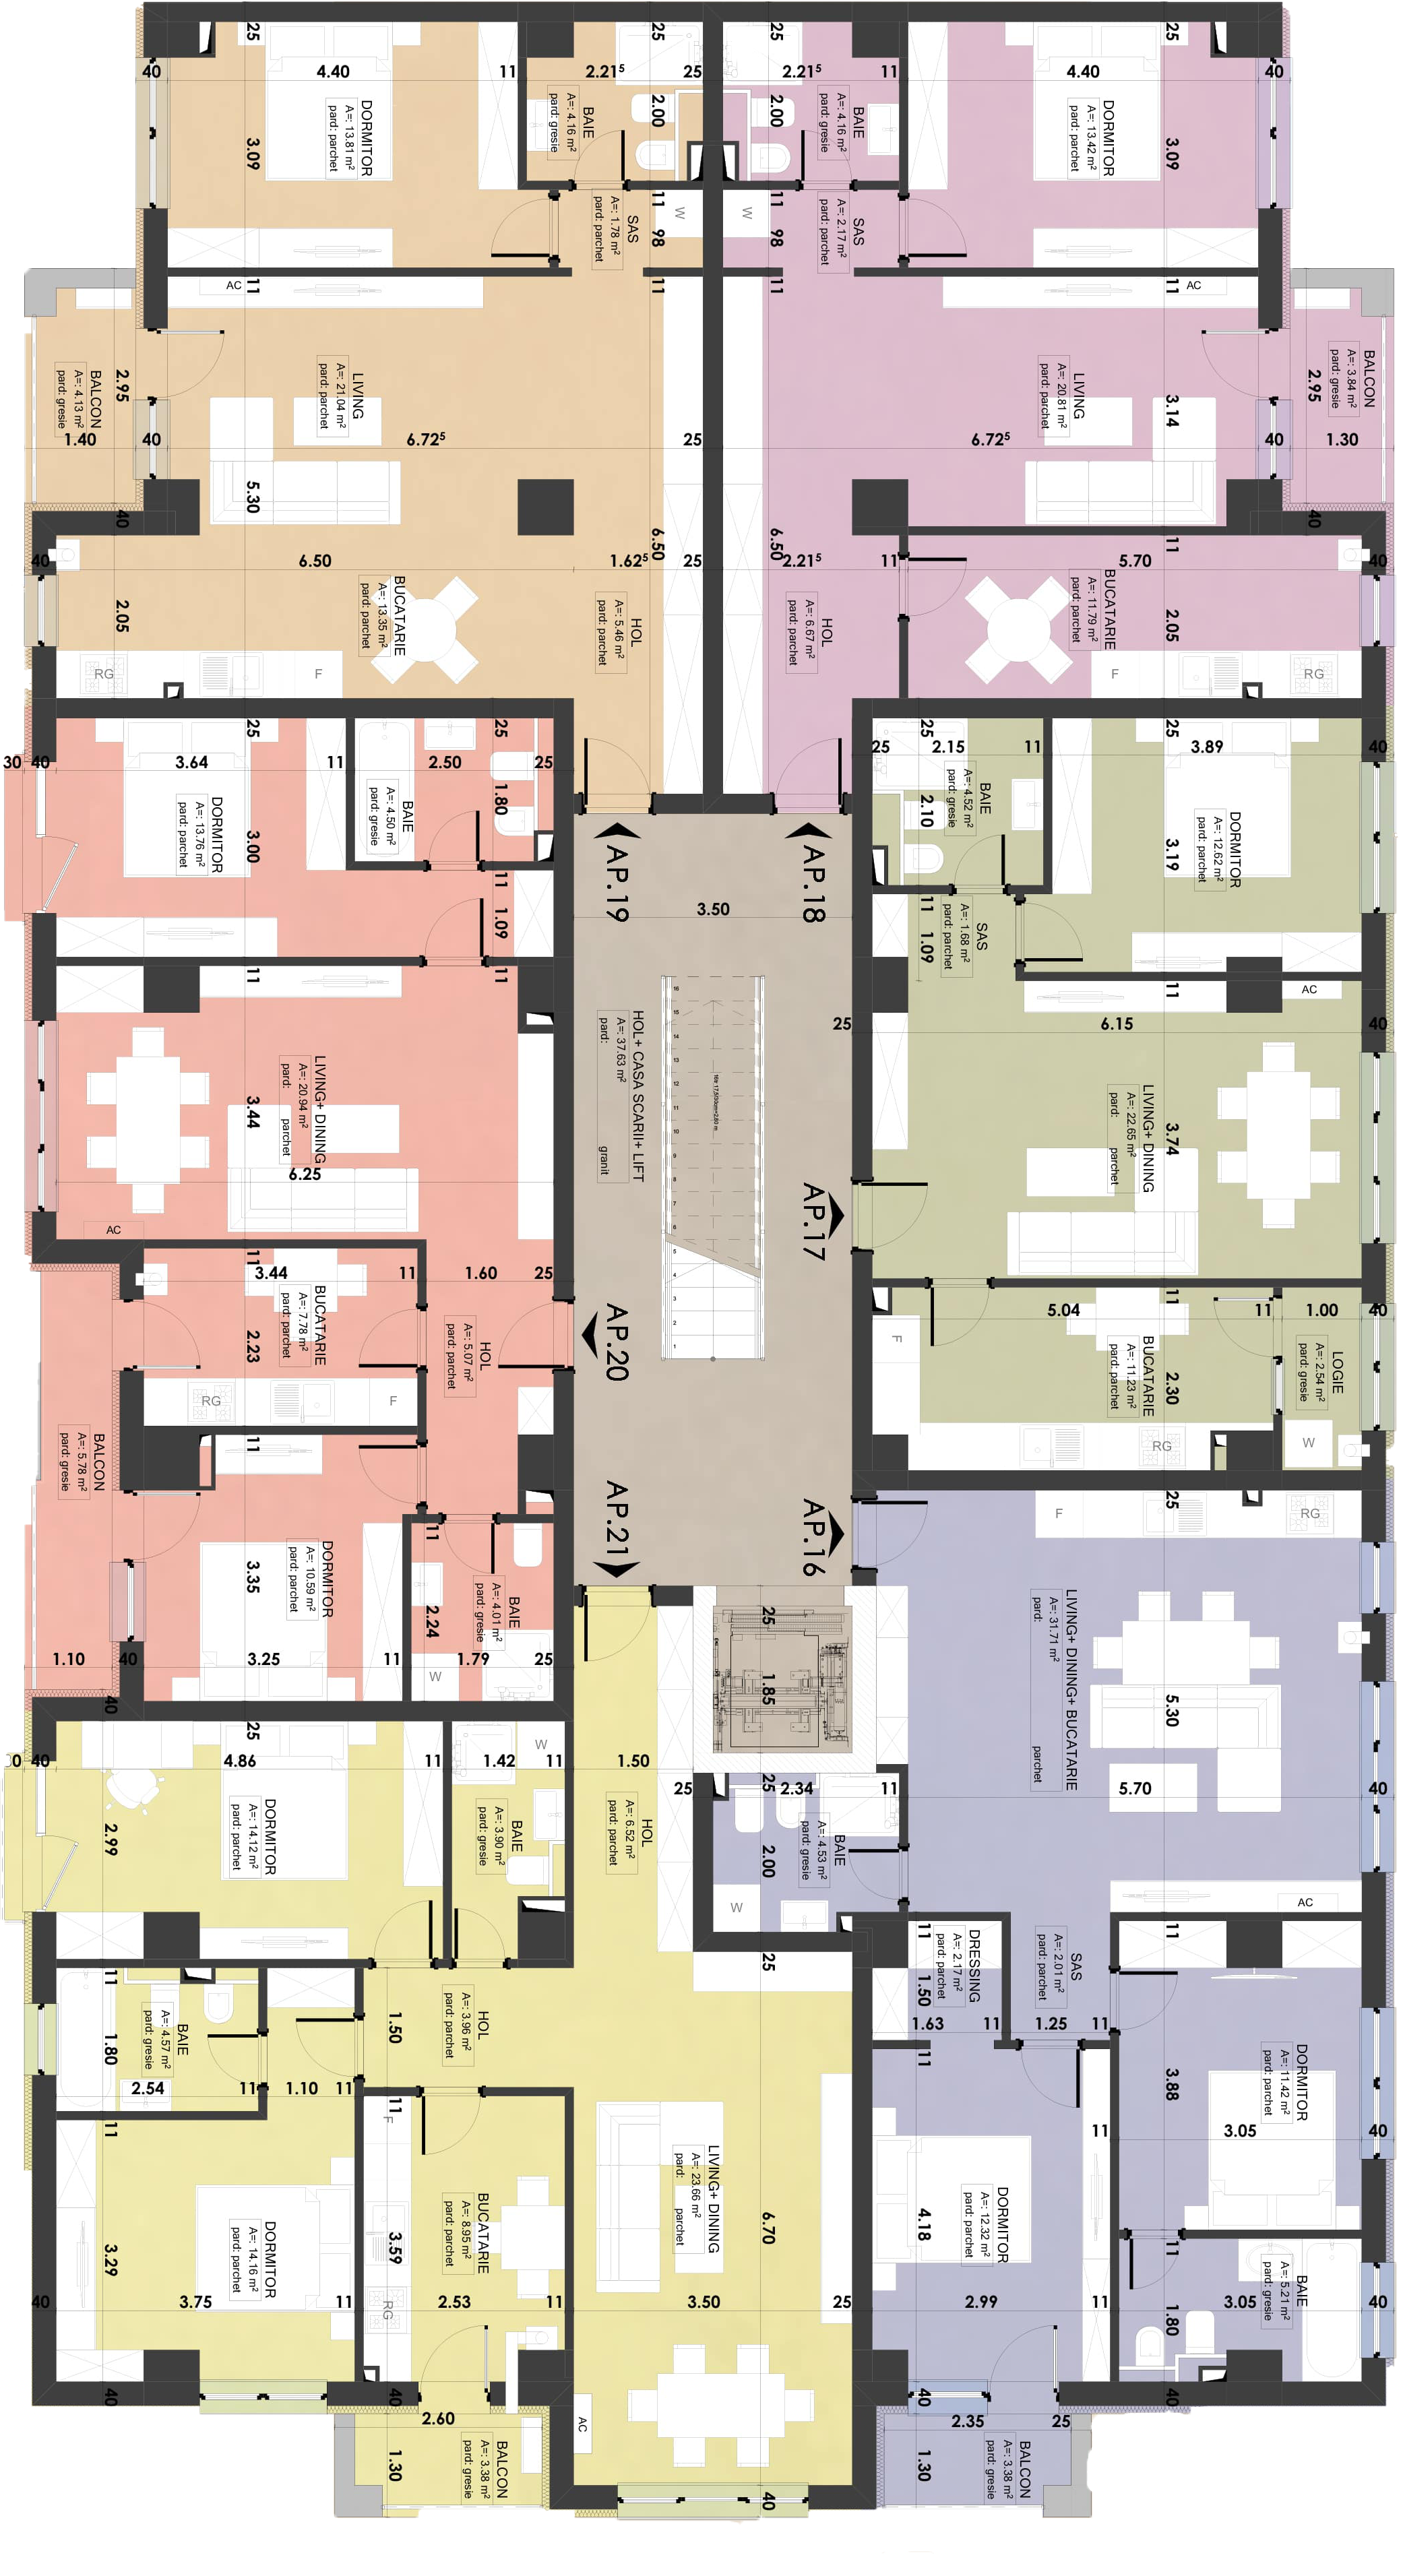 DORMITOR
A=: 13.81 m²
pard: parchet
BAIE
A=: 4.16 m²
pard: gresie
SAS
A=: 1.78 m²
pard: parchet
LIVING
A=: 21.04 m²
pard: parchet
BALCON
A=: 4.13 m²
pard: gresie
BUCATARIE
A=: 13.35 m²
pard: parchet
HOL
A=: 5.46 m²
pard: parchet
AP.19
25
40
4.40
11
2.21⁵
25
25
3.09
2.00
11
98
11
11
2.95
1.40
40
6.72⁵
25
5.30
40
40
6.50
1.62⁵
6.50
25
2.05
W
AC
RG
F
BAIE
A=: 4.16 m²
pard: gresie
DORMITOR
A=: 13.42 m²
pard: parchet
SAS
A=: 2.17 m²
pard: parchet
LIVING
A=: 20.81 m²
pard: parchet
BALCON
A=: 3.84 m²
pard: gresie
BUCATARIE
A=: 11.79 m²
pard: parchet
HOL
A=: 6.67 m²
pard: parchet
AP.18
25
2.21⁵
11
4.40
25
40
2.00
3.09
11
98
11
11
2.95
3.14
6.72⁵
40
1.30
40
6.50
2.21⁵
11
11
5.70
40
2.05
W
AC
F
RG
DORMITOR
A=: 13.76 m²
pard: parchet
BAIE
A=: 4.50 m²
pard: gresie
LIVING+ DINING
A=: 20.94 m²
pard: parchet
BUCATARIE
A=: 7.78 m²
pard: parchet
HOL
A=: 5.07 m²
pard: parchet
BALCON
A=: 5.78 m²
pard: gresie
DORMITOR
A=: 10.59 m²
pard: parchet
BAIE
A=: 4.01 m²
pard: gresie
AP.20
30
40
3.64
25
11
2.50
25
25
1.80
3.00
11
1.09
11
11
3.44
6.25
AC
11
3.44
11
1.60
25
2.23
RG
F
11
11
3.35
2.24
1.10
40
3.25
11
1.79
25
40
W
HOL+ CASA SCARII+ LIFT
A=: 37.63 m²
pard: granit
3.50
25
16
15
14
13
12
11
10
9
8
7
6
5
4
3
2
1
25
1.85
BAIE
A=: 4.52 m²
pard: gresie
DORMITOR
A=: 12.62 m²
pard: parchet
SAS
A=: 1.68 m²
pard: parchet
LIVING+ DINING
A=: 22.65 m²
pard: parchet
BUCATARIE
A=: 11.23 m²
pard: parchet
LOGIE
A=: 2.54 m²
pard: gresie
AP.17
25
2.15
25
11
3.89
25
40
2.10
3.19
11
1.09
11
AC
6.15
40
3.74
11
5.04
11
1.00
40
2.30
F
RG
W
LIVING+ DINING+ BUCATARIE
A=: 31.71 m²
pard: parchet
BAIE
A=: 4.53 m²
pard: gresie
DRESSING
A=: 2.17 m²
pard: parchet
SAS
A=: 2.01 m²
pard: parchet
DORMITOR
A=: 11.42 m²
pard: parchet
DORMITOR
A=: 12.32 m²
pard: parchet
BAIE
A=: 5.21 m²
pard: gresie
BALCON
A=: 3.38 m²
pard: gresie
AP.16
25
F
RG
5.30
5.70
40
25
2.34
11
2.00
W
AC
11
11
1.50
1.63
11
1.25
11
11
3.88
3.05
40
11
4.18
11
2.99
11
3.05
40
1.80
40
40
2.35
25
1.30
DORMITOR
A=: 14.12 m²
pard: parchet
BAIE
A=: 3.90 m²
pard: gresie
HOL
A=: 6.52 m²
pard: parchet
BAIE
A=: 4.57 m²
pard: gresie
HOL
A=: 3.96 m²
pard: parchet
DORMITOR
A=: 14.16 m²
pard: parchet
BUCATARIE
A=: 8.95 m²
pard: parchet
LIVING+ DINING
A=: 23.66 m²
pard: parchet
BALCON
A=: 3.38 m²
pard: gresie
AP.21
40
4.86
25
11
1.42
11
1.50
25
W
2.99
25
11
1.80
1.50
2.54
11
1.10
11
11
11
F
3.29
3.59
6.70
40
3.75
11
2.53
11
3.50
25
RG
40
40
2.60
1.30
AC
40